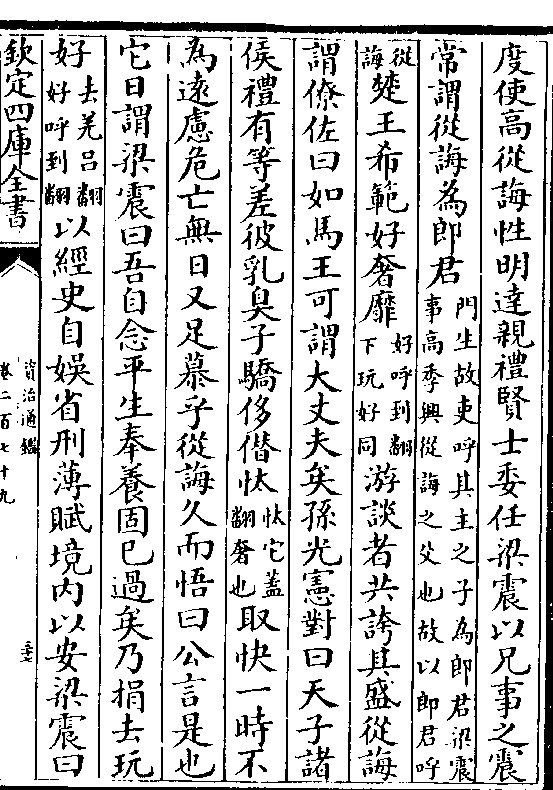 度使高從誨性明達親禮賢士委任梁震以兄事之震
常謂從誨為郎君門生故吏呼其主之子為郎君梁震事高季興從誨之父也故以郎君呼
從誨楚王希範好奢靡好呼到翻下玩好同游談者共誇其盛從誨
謂僚佐曰如馬王可謂大丈夫矣孫光憲對曰天子諸
侯禮有等差彼乳臭子驕侈僭忲忲它蓋翻奢也取快一時不
為遠慮危亡無日又足慕乎從誨久而悟曰公言是也
它日謂梁震曰吾自念平生奉養固已過矣乃捐去玩
好去羌呂翻好呼到翻以經史自娛省刑薄賦境內以安梁震曰
欽定四庫全書
資治通鑑
卷二百七十九
三十七